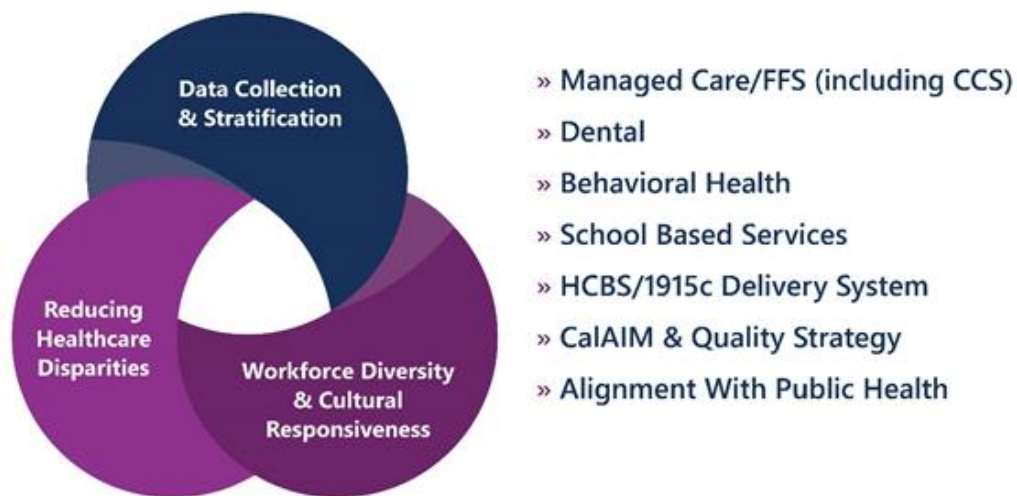 Data Collection
& Stratification
Reducing
Healthcare
Disparities
Workforce Diversity
& Cultural
Responsiveness
» Managed Care/FFS (including CCS)
» Dental
» Behavioral Health
» School Based Services
» HCBS/1915c Delivery System
» CalAIM & Quality Strategy
» Alignment With Public Health